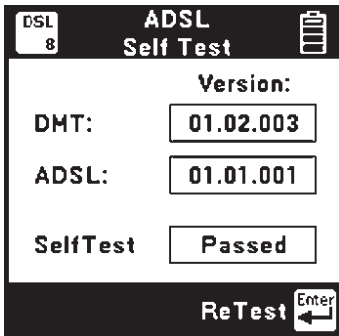 DSL
8
ADSL
Self Test
Version:
DMT: 01.02.003
ADSL: 01.01.001
SelfTest Passed
ReTest Enter